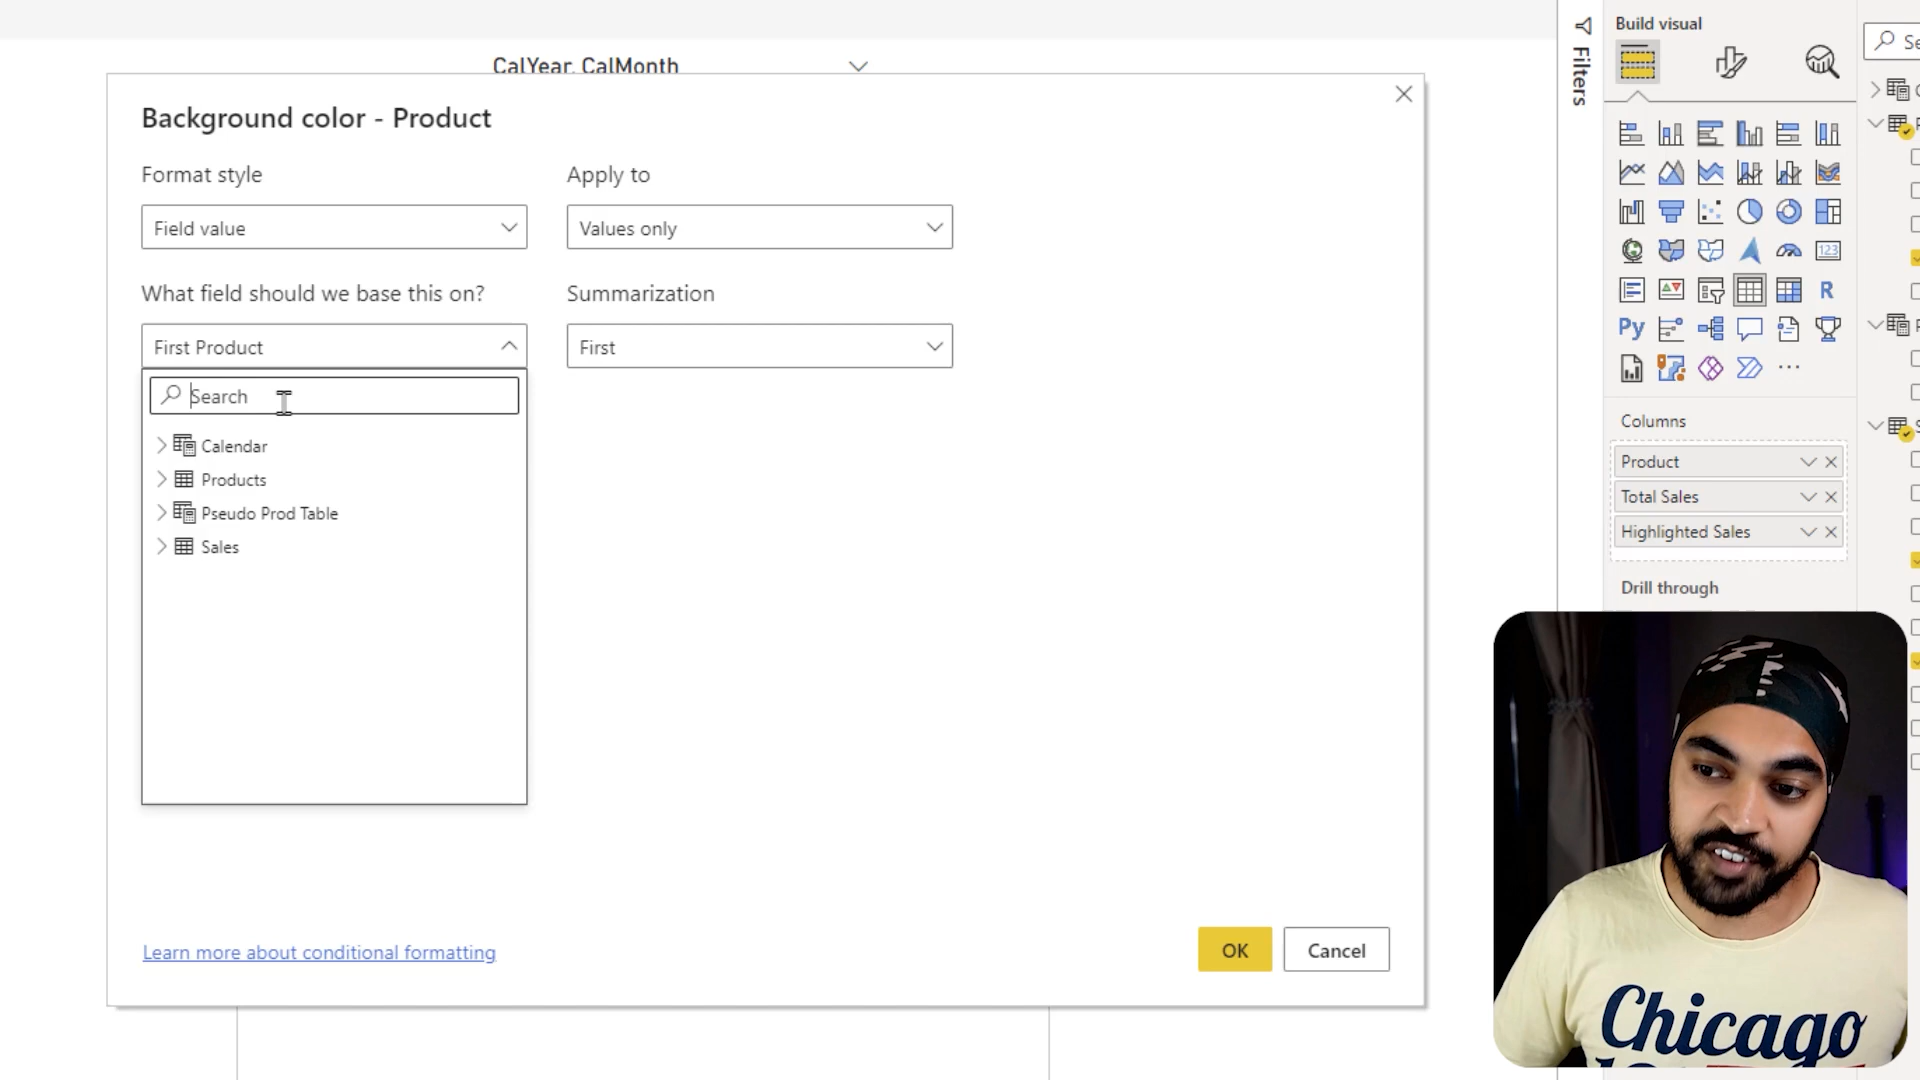 CalYear, CalMonth
Background color - Product
Format style
Apply to
Field value
Values only
What field should we base this on?
Summarization
First Product
First
Search
Calendar
Products
Pseudo Prod Table
Sales
Learn more about conditional formatting
OK
Cancel
Filters
Build visual
123
R
Py
Columns
Product
Total Sales
Highlighted Sales
Drill through
Chicago